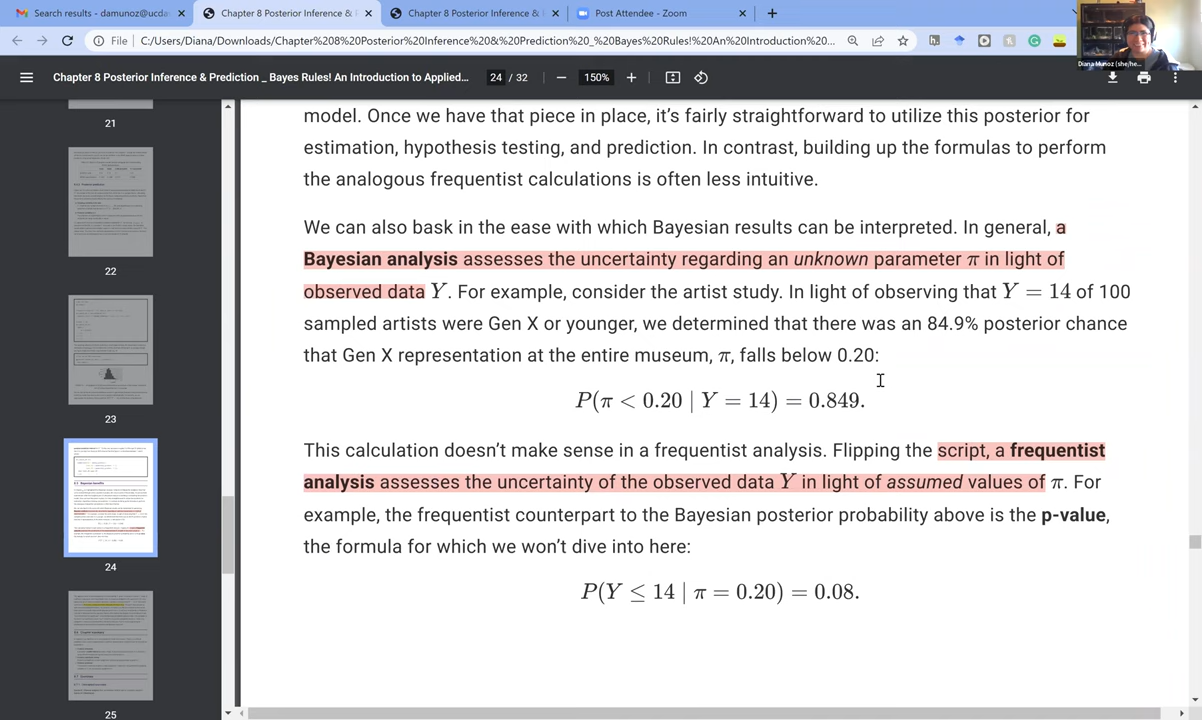 Search results - damunoz@ucda
Chapter 8 Posterior Inference & P
Chapter 8 Posterior Inference &
Post Attendee - Zoom
File
C:/Users/Diana/Downloads/Chapter%208%20Posterior%20Inference%20&%20Prediction%20_%20Bayes%20Rules!%20An%20Introduction%20...
Diana Munoz (she/he...
Chapter 8 Posterior Inference & Prediction _ Bayes Rules! An Introduction to Applied...
24 / 32
150%
21
22
23
24
25
model. Once we have that piece in place, it's fairly straightforward to utilize this posterior for
estimation, hypothesis testing, and prediction. In contrast, building up the formulas to perform
the analogous frequentist calculations is often less intuitive.
We can also bask in the ease with which Bayesian results can be interpreted. In general, a
Bayesian analysis assesses the uncertainty regarding an unknown parameter π in light of
observed data Y. For example, consider the artist study. In light of observing that Y = 14 of 100
sampled artists were Gen X or younger, we determined that there was an 84.9% posterior chance
that Gen X representation at the entire museum, π, falls below 0.20:
P(π < 0.20 | Y = 14) = 0.849.
This calculation doesn't make sense in a frequentist analysis. Flipping the script, a frequentist
analysis assesses the uncertainty of the observed data Y in light of assumed values of π. For
example, the frequentist counterpart to the Bayesian posterior probability above is the p-value,
the formula for which we won't dive into here:
P(Y ≤ 14 | π = 0.20) = 0.08.